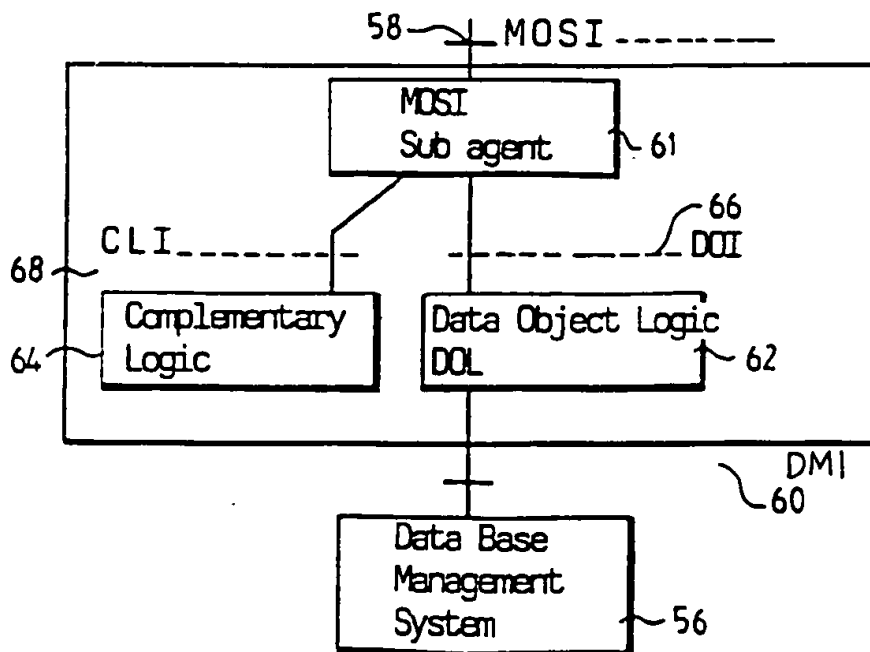 58 MOSI
MOSI
Sub agent
61
66
CLI DOI
68
Complementary
Logic
64
Data Object Logic
DOL
62
DMI
60
Data Base
Management
System
56